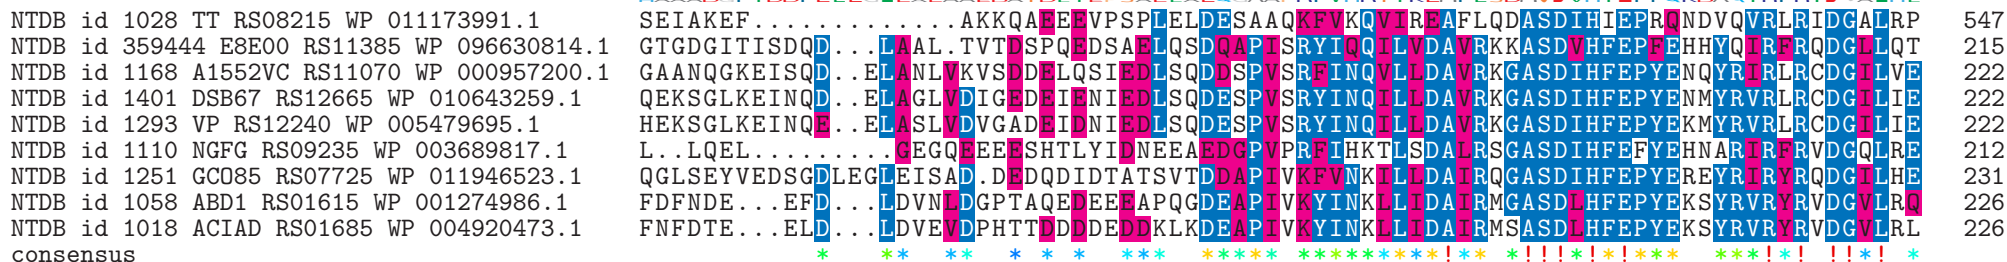 NTDB id 1028 TT RS08215 WP 011173991.1 SEIAKEF.............AKKQAEEEVPSPLELDESAAQKFVKQVIREAFLQDASDIHIEPRQNDVQVRLRIDGALRP 547
NTDB id 359444 E8E00 RS11385 WP 096630814.1 GTGDGITISDQD...LAAL.TVTDSPQEDSAELQSDQAPISRYIQQILVDAVRKKASDVHFEPFEHHYQIRFRQDGLLQT 215
NTDB id 1168 A1552VC RS11070 WP 000957200.1 GAANQGKEISQD..ELANLVKVSDDELQSIEDLSQDDSPVSRFINQVLLDAVRKGASDIHFEPYENQYRIRLRCDGILVE 222
NTDB id 1401 DSB67 RS12665 WP 010643259.1 QEKSGLKEINQD..ELAGLVDIGEDEIENIEDLSQDESPVSRYINQILLDAVRKGASDIHFEPYENMYRVRLRCDGILIE 222
NTDB id 1293 VP RS12240 WP 005479695.1 HEKSGLKEINQE..ELASLVDVGADEIDNIEDLSQDESPVSRYINQILLDAVRKGASDIHFEPYEKMYRVRLRCDGILIE 222
NTDB id 1110 NGFG RS09235 WP 003689817.1 L..LQEL.........GEGQEEEESHTLYIDNEEAEDGPVPRFIHKTLSDALRSGASDIHFEFYEHNARIRFRVDGQLRE 212
NTDB id 1251 GCO85 RS07725 WP 011946523.1 QGLSEYVEDSGDLEGLEISAD.DEDQDIDTATSVTDDAPIVKFVNKILLDAIRQGASDIHFEPYEREYRIRYRQDGILHE 231
NTDB id 1058 ABD1 RS01615 WP 001274986.1 FDFNDE...EFD...LDVNLDGPTAQEDEEEAPQGDEAPIVKYINKLLIDAIRMGASDLHFEPYEKSYRVRYRVDGVLRQ 226
NTDB id 1018 ACIAD RS01685 WP 004920473.1 FNFDTE...ELD...LDVEVDPHTTDDDDEDDKLKDEAPIVKYINKLLIDAIRMSASDLHFEPYEKSYRVRYRVDGVLRL 226
consensus * ** ** * * * *** ***** *********!** *!!!*!*!*** ***!*! !!*! *